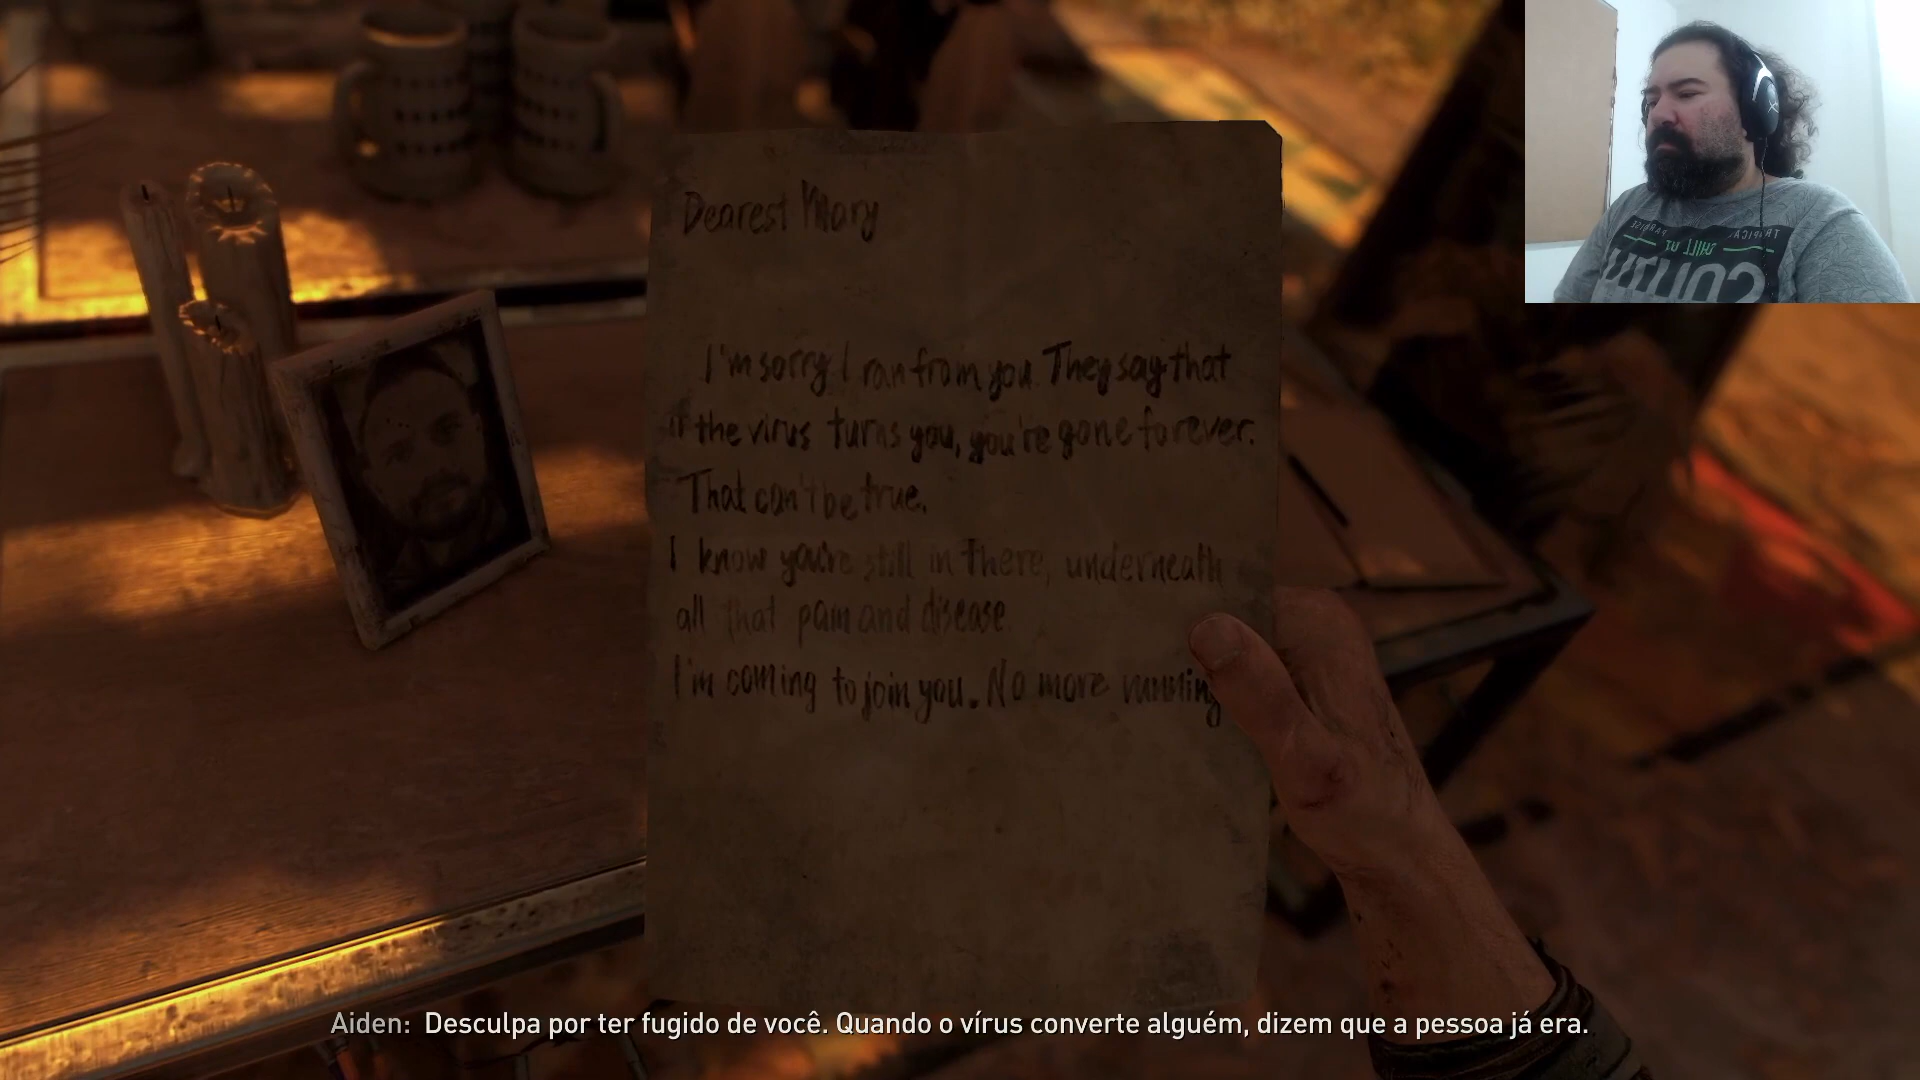 Dearest Mary
I'm sorry I ran from you. They say that
if the virus turns you, you're gone forever.
That can't be true.
I know you're still in there, underneath
all that pain and disease
I'm coming to join you. No more running
Aiden: Desculpa por ter fugido de você. Quando o vírus converte alguém, dizem que a pessoa já era.
CHILL OUT